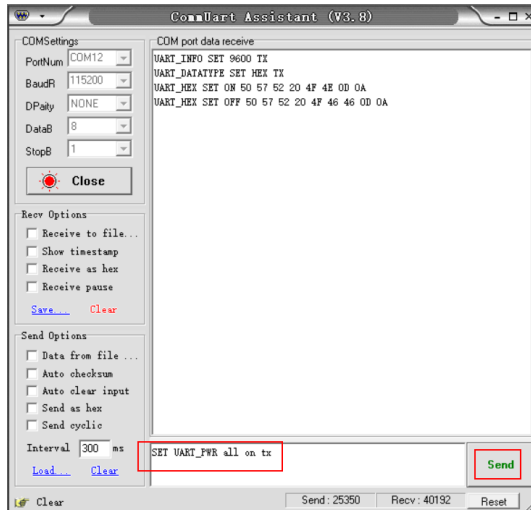 CommUart Assistant (V3.8)
COMSettings
PortNum COM12
BaudR 115200
DPaity NONE
DataB 8
StopB 1
Close
Recv Options
Receive to file...
Show timestamp
Receive as hex
Receive pause
Save... Clear
Send Options
Data from file ...
Auto checksum
Auto clear input
Send as hex
Send cyclic
Interval 300 ms
Load... Clear
COM port data receive
UART_INFO SET 9600 TX
UART_DATATYPE SET HEX TX
UART_HEX SET ON 50 57 52 20 4F 4E 0D 0A
UART_HEX SET OFF 50 57 52 20 4F 46 46 0D 0A
SET UART_PWR all on tx
Send
Clear
Send : 25350
Recv : 40192
Reset